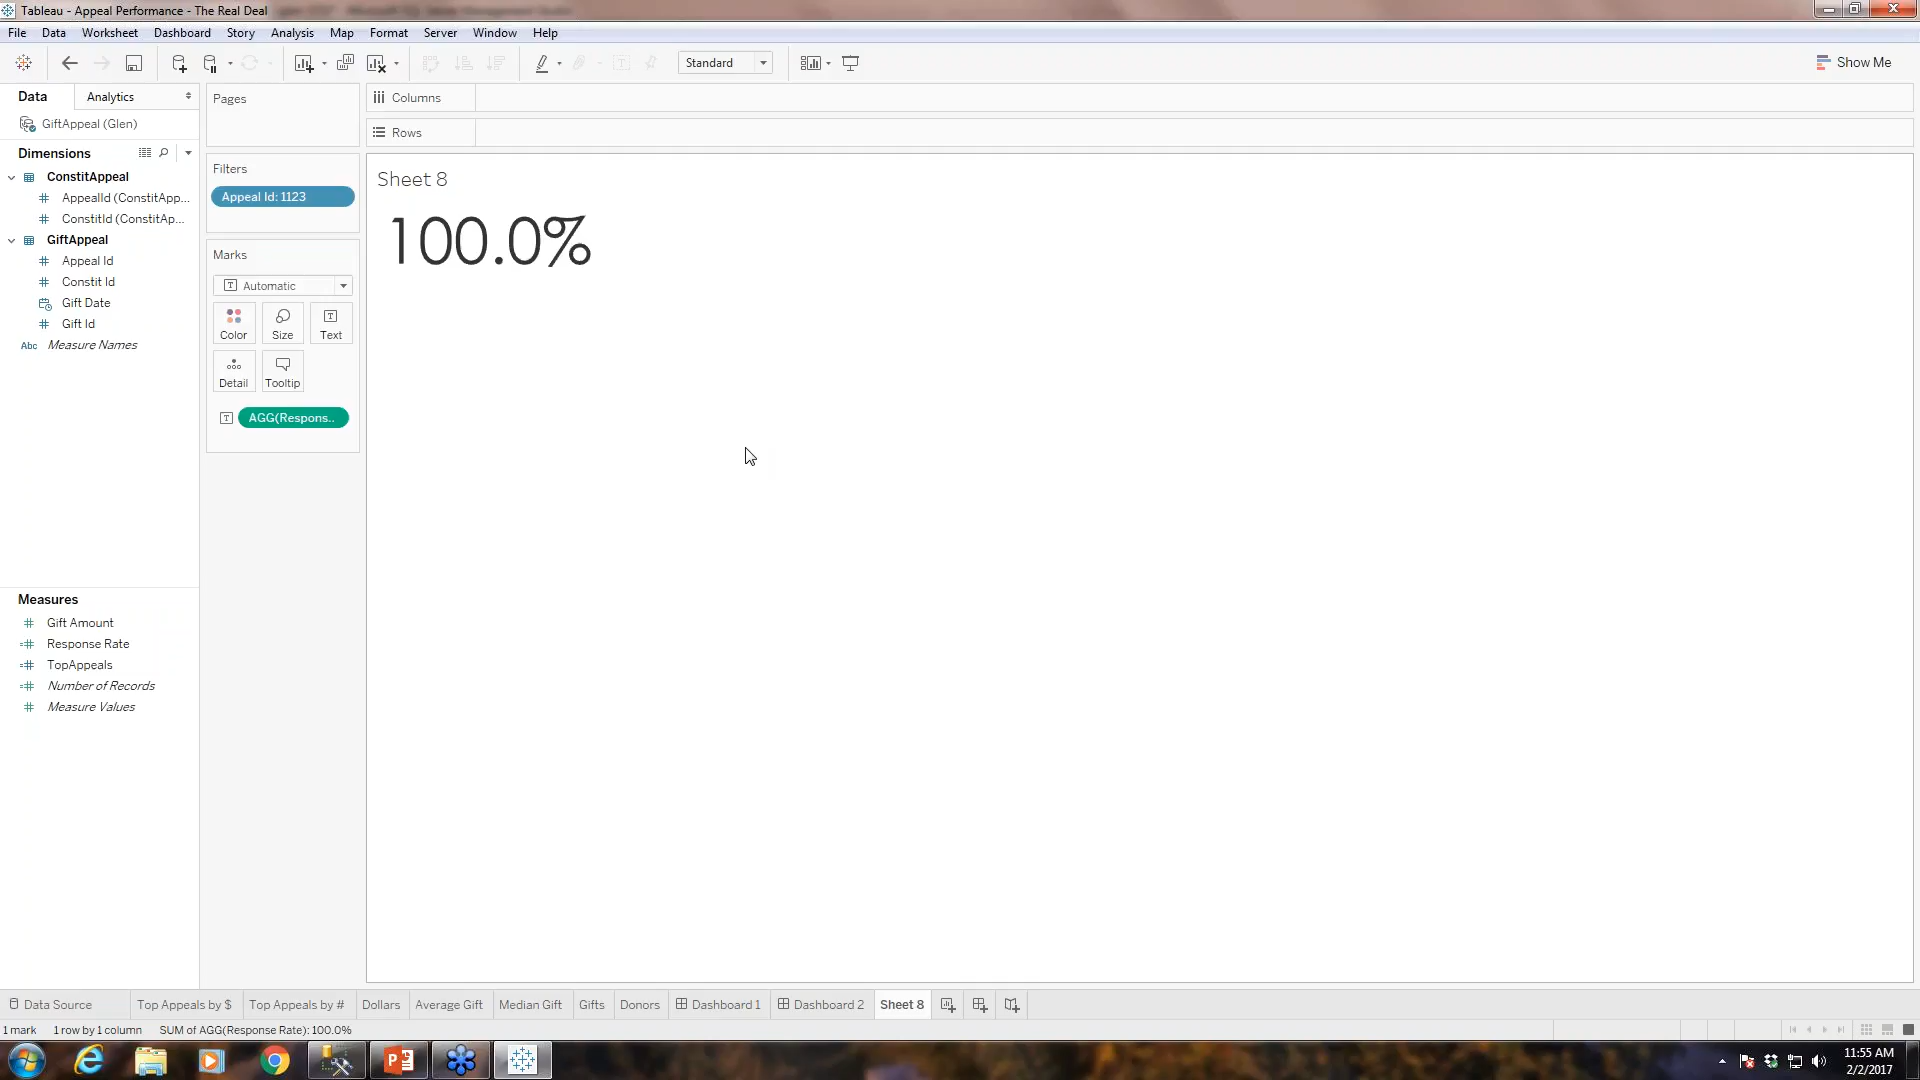 Tableau - Appeal Performance - The Real Deal
File Data Worksheet Dashboard Story Analysis Map Format Server Window Help
Standard
Show Me
Data Analytics
GiftAppeal (Glen)
Dimensions
ConstitAppeal
AppealId (ConstitApp...
ConstitId (ConstitAp...
GiftAppeal
Appeal Id
Constit Id
Gift Date
Gift Id
Abc Measure Names
Measures
Gift Amount
Response Rate
TopAppeals
Number of Records
Measure Values
Pages
Filters
Appeal Id: 1123
Marks
Automatic
Color Size Text
Detail Tooltip
AGG(Respons..
Columns
Rows
Sheet 8
100.0%
Data Source Top Appeals by $ Top Appeals by # Dollars Average Gift Median Gift Gifts Donors Dashboard 1 Dashboard 2 Sheet 8
1 mark 1 row by 1 column SUM of AGG(Response Rate): 100.0%
11:55 AM
2/2/2017